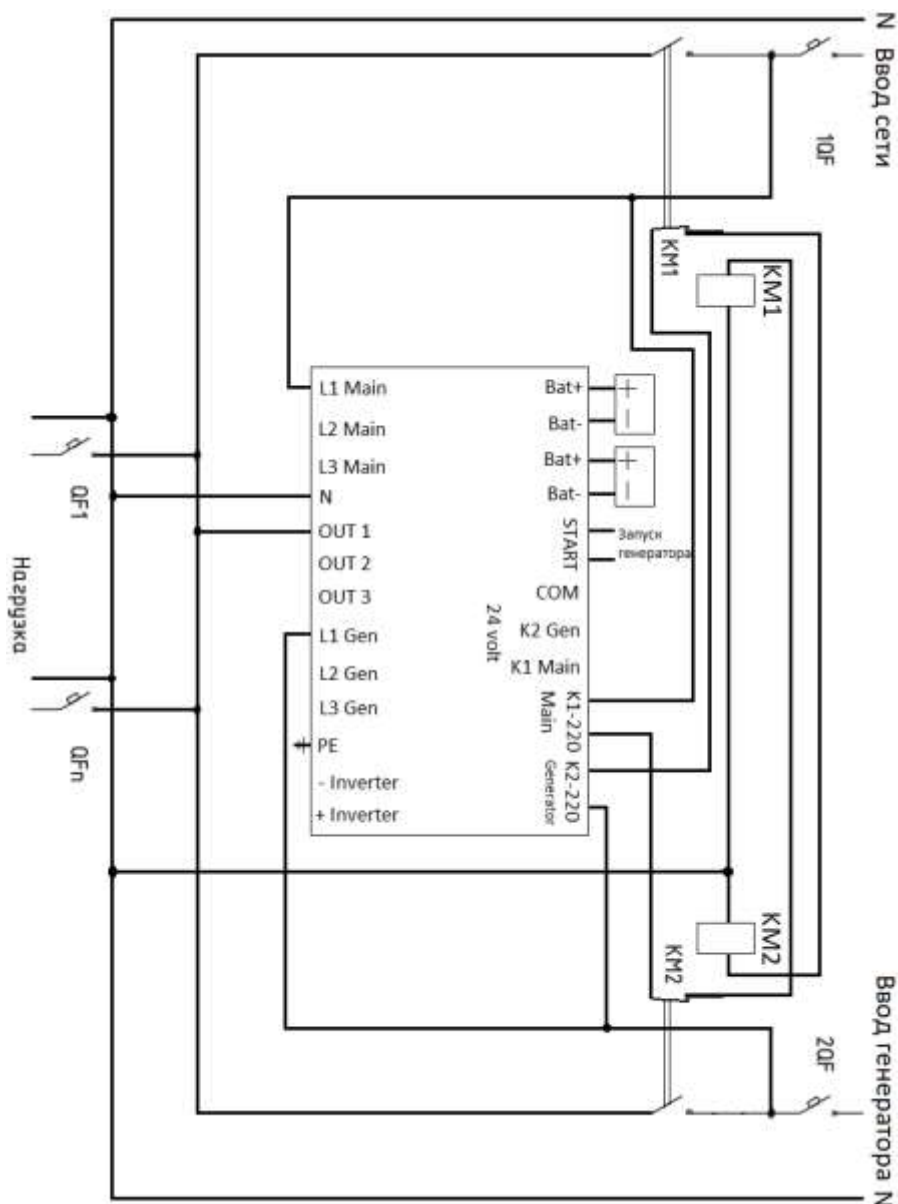 N
Ввод сети
1QF
KM1
KM1
L1 Main
L2 Main
L3 Main
N
OUT 1
OUT 2
OUT 3
L1 Gen
L2 Gen
L3 Gen
PE
- Inverter
+ Inverter
Bat+
Bat-
Bat+
Bat-
START
Запуск
генератора
COM
K2 Gen
K1 Main
24 volt
K1-220
Main
K2-220
Generator
+
−
+
−
QF1
Нагрузка
QFn
KM2
KM2
2QF
Ввод генератора
N